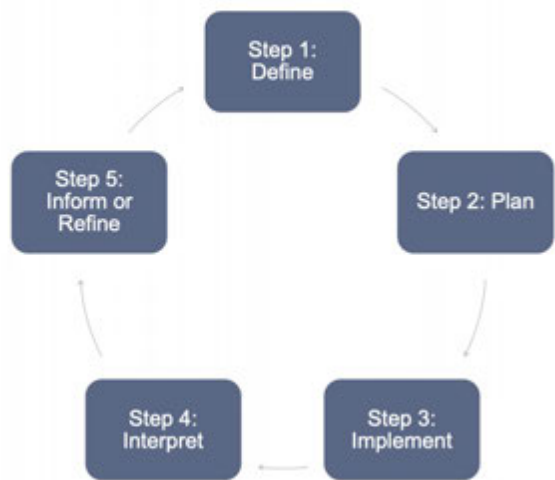 Step 1:
Define
Step 2: Plan
Step 3:
Implement
Step 4:
Interpret
Step 5:
Inform or
Refine